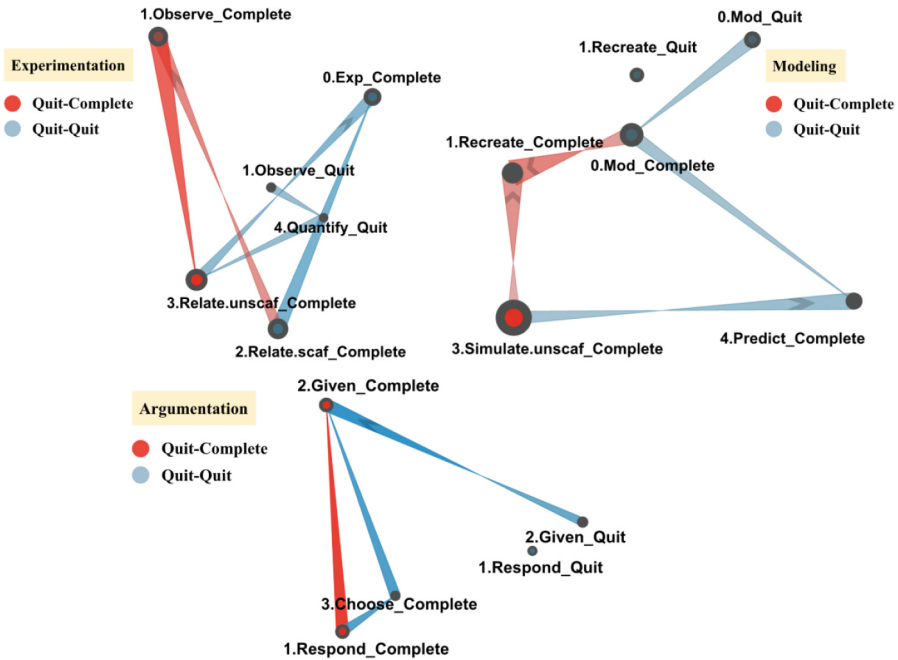 1.Observe_Complete
Experimentation
Quit-Complete
Quit-Quit
0.Exp_Complete
1.Observe_Quit
4.Quantify_Quit
3.Relate.unscaf_Complete
2.Relate.scaf_Complete
0.Mod_Quit
1.Recreate_Quit
Modeling
Quit-Complete
Quit-Quit
1.Recreate_Complete
0.Mod_Complete
3.Simulate.unscaf_Complete
4.Predict_Complete
2.Given_Complete
Argumentation
Quit-Complete
Quit-Quit
2.Given_Quit
1.Respond_Quit
3.Choose_Complete
1.Respond_Complete